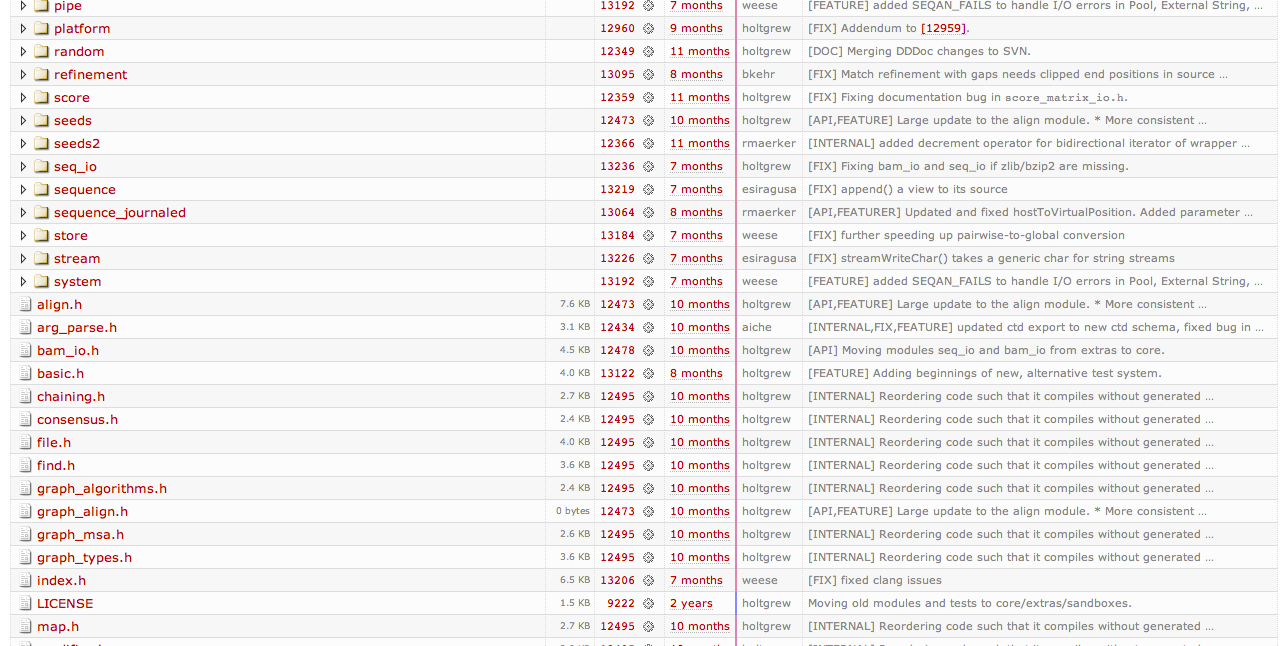 pipe 13192 7 months weese [FEATURE] added SEQAN_FAILS to handle I/O errors in Pool, External String, ...
platform 12960 9 months holtgrew [FIX] Addendum to [12959].
random 12349 11 months holtgrew [DOC] Merging DDDoc changes to SVN.
refinement 13095 8 months bkehr [FIX] Match refinement with gaps needs clipped end positions in source ...
score 12359 11 months holtgrew [FIX] Fixing documentation bug in score_matrix_io.h.
seeds 12473 10 months holtgrew [API,FEATURE] Large update to the align module. * More consistent ...
seeds2 12366 11 months rmaerker [INTERNAL] added decrement operator for bidirectional iterator of wrapper ...
seq_io 13236 7 months holtgrew [FIX] Fixing bam_io and seq_io if zlib/bzip2 are missing.
sequence 13219 7 months esiragusa [FIX] append() a view to its source
sequence_journaled 13064 8 months rmaerker [API,FEATURER] Updated and fixed hostToVirtualPosition. Added parameter ...
store 13184 7 months weese [FIX] further speeding up pairwise-to-global conversion
stream 13226 7 months esiragusa [FIX] streamWriteChar() takes a generic char for string streams
system 13192 7 months weese [FEATURE] added SEQAN_FAILS to handle I/O errors in Pool, External String, ...
align.h 7.6 KB 12473 10 months holtgrew [API,FEATURE] Large update to the align module. * More consistent ...
arg_parse.h 3.1 KB 12434 10 months aiche [INTERNAL,FIX,FEATURE] updated ctd export to new ctd schema, fixed bug in ...
bam_io.h 4.5 KB 12478 10 months holtgrew [API] Moving modules seq_io and bam_io from extras to core.
basic.h 4.0 KB 13122 8 months holtgrew [FEATURE] Adding beginnings of new, alternative test system.
chaining.h 2.7 KB 12495 10 months holtgrew [INTERNAL] Reordering code such that it compiles without generated ...
consensus.h 2.4 KB 12495 10 months holtgrew [INTERNAL] Reordering code such that it compiles without generated ...
file.h 4.0 KB 12495 10 months holtgrew [INTERNAL] Reordering code such that it compiles without generated ...
find.h 3.6 KB 12495 10 months holtgrew [INTERNAL] Reordering code such that it compiles without generated ...
graph_algorithms.h 2.4 KB 12495 10 months holtgrew [INTERNAL] Reordering code such that it compiles without generated ...
graph_align.h 0 bytes 12473 10 months holtgrew [API,FEATURE] Large update to the align module. * More consistent ...
graph_msa.h 2.6 KB 12495 10 months holtgrew [INTERNAL] Reordering code such that it compiles without generated ...
graph_types.h 3.6 KB 12495 10 months holtgrew [INTERNAL] Reordering code such that it compiles without generated ...
index.h 6.5 KB 13206 7 months weese [FIX] fixed clang issues
LICENSE 1.5 KB 9222 2 years holtgrew Moving old modules and tests to core/extras/sandboxes.
map.h 2.7 KB 12495 10 months holtgrew [INTERNAL] Reordering code such that it compiles without generated ...